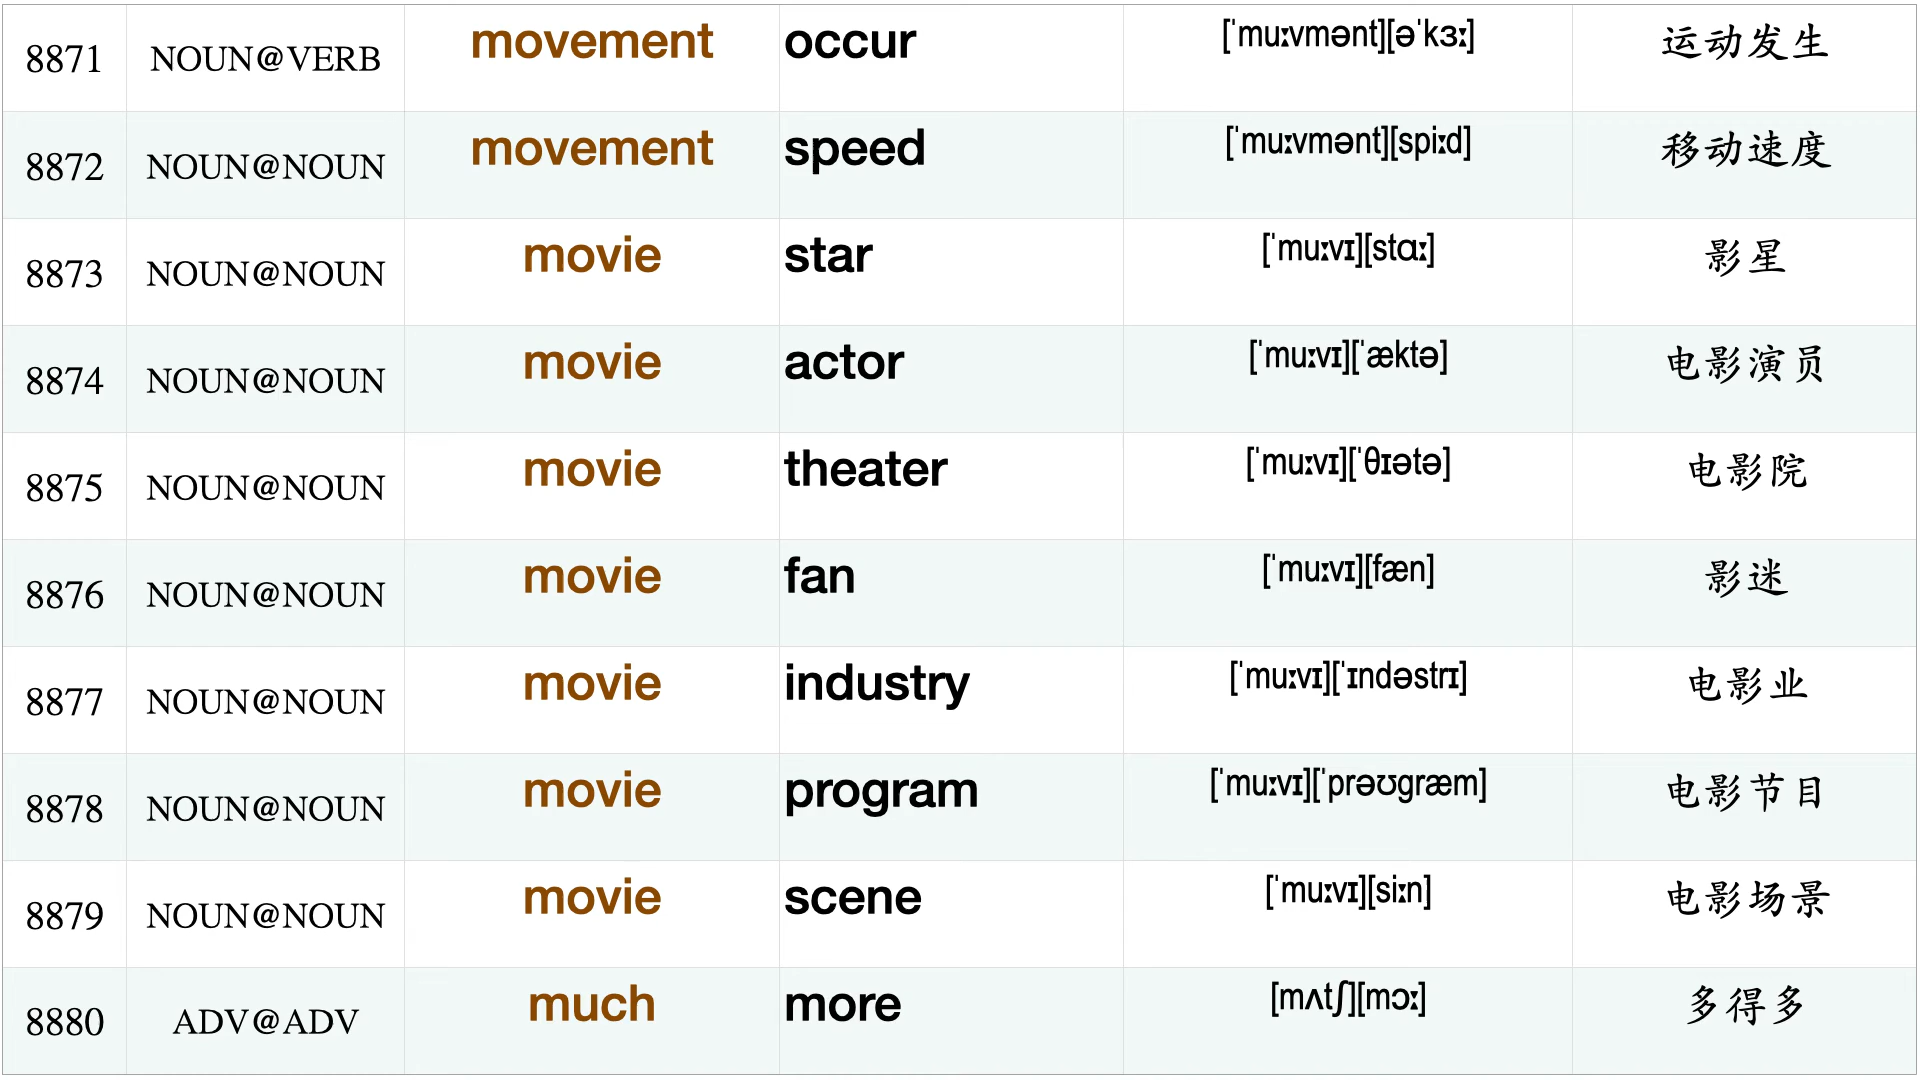 8871 NOUN@VERB movement occur [ˈmuːvmənt][əˈkɜː] 运动发生
8872 NOUN@NOUN movement speed [ˈmuːvmənt][spiːd] 移动速度
8873 NOUN@NOUN movie star [ˈmuːvɪ][stɑː] 影星
8874 NOUN@NOUN movie actor [ˈmuːvɪ][ˈæktə] 电影演员
8875 NOUN@NOUN movie theater [ˈmuːvɪ][ˈθɪətə] 电影院
8876 NOUN@NOUN movie fan [ˈmuːvɪ][fæn] 影迷
8877 NOUN@NOUN movie industry [ˈmuːvɪ][ˈɪndəstrɪ] 电影业
8878 NOUN@NOUN movie program [ˈmuːvɪ][ˈprəʊgræm] 电影节目
8879 NOUN@NOUN movie scene [ˈmuːvɪ][siːn] 电影场景
8880 ADV@ADV much more [mʌtʃ][mɔː] 多得多